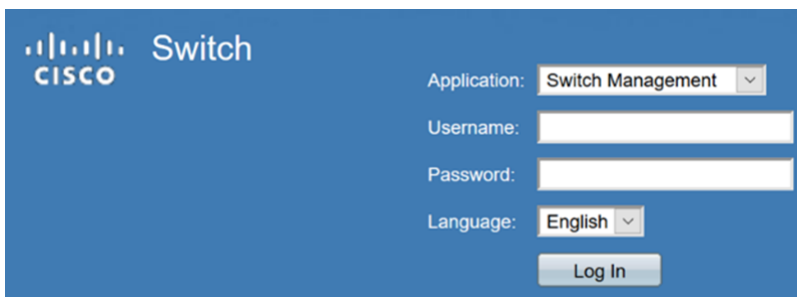 CISCO
Switch
Application: Switch Management
Username:
Password:
Language: English
Log In